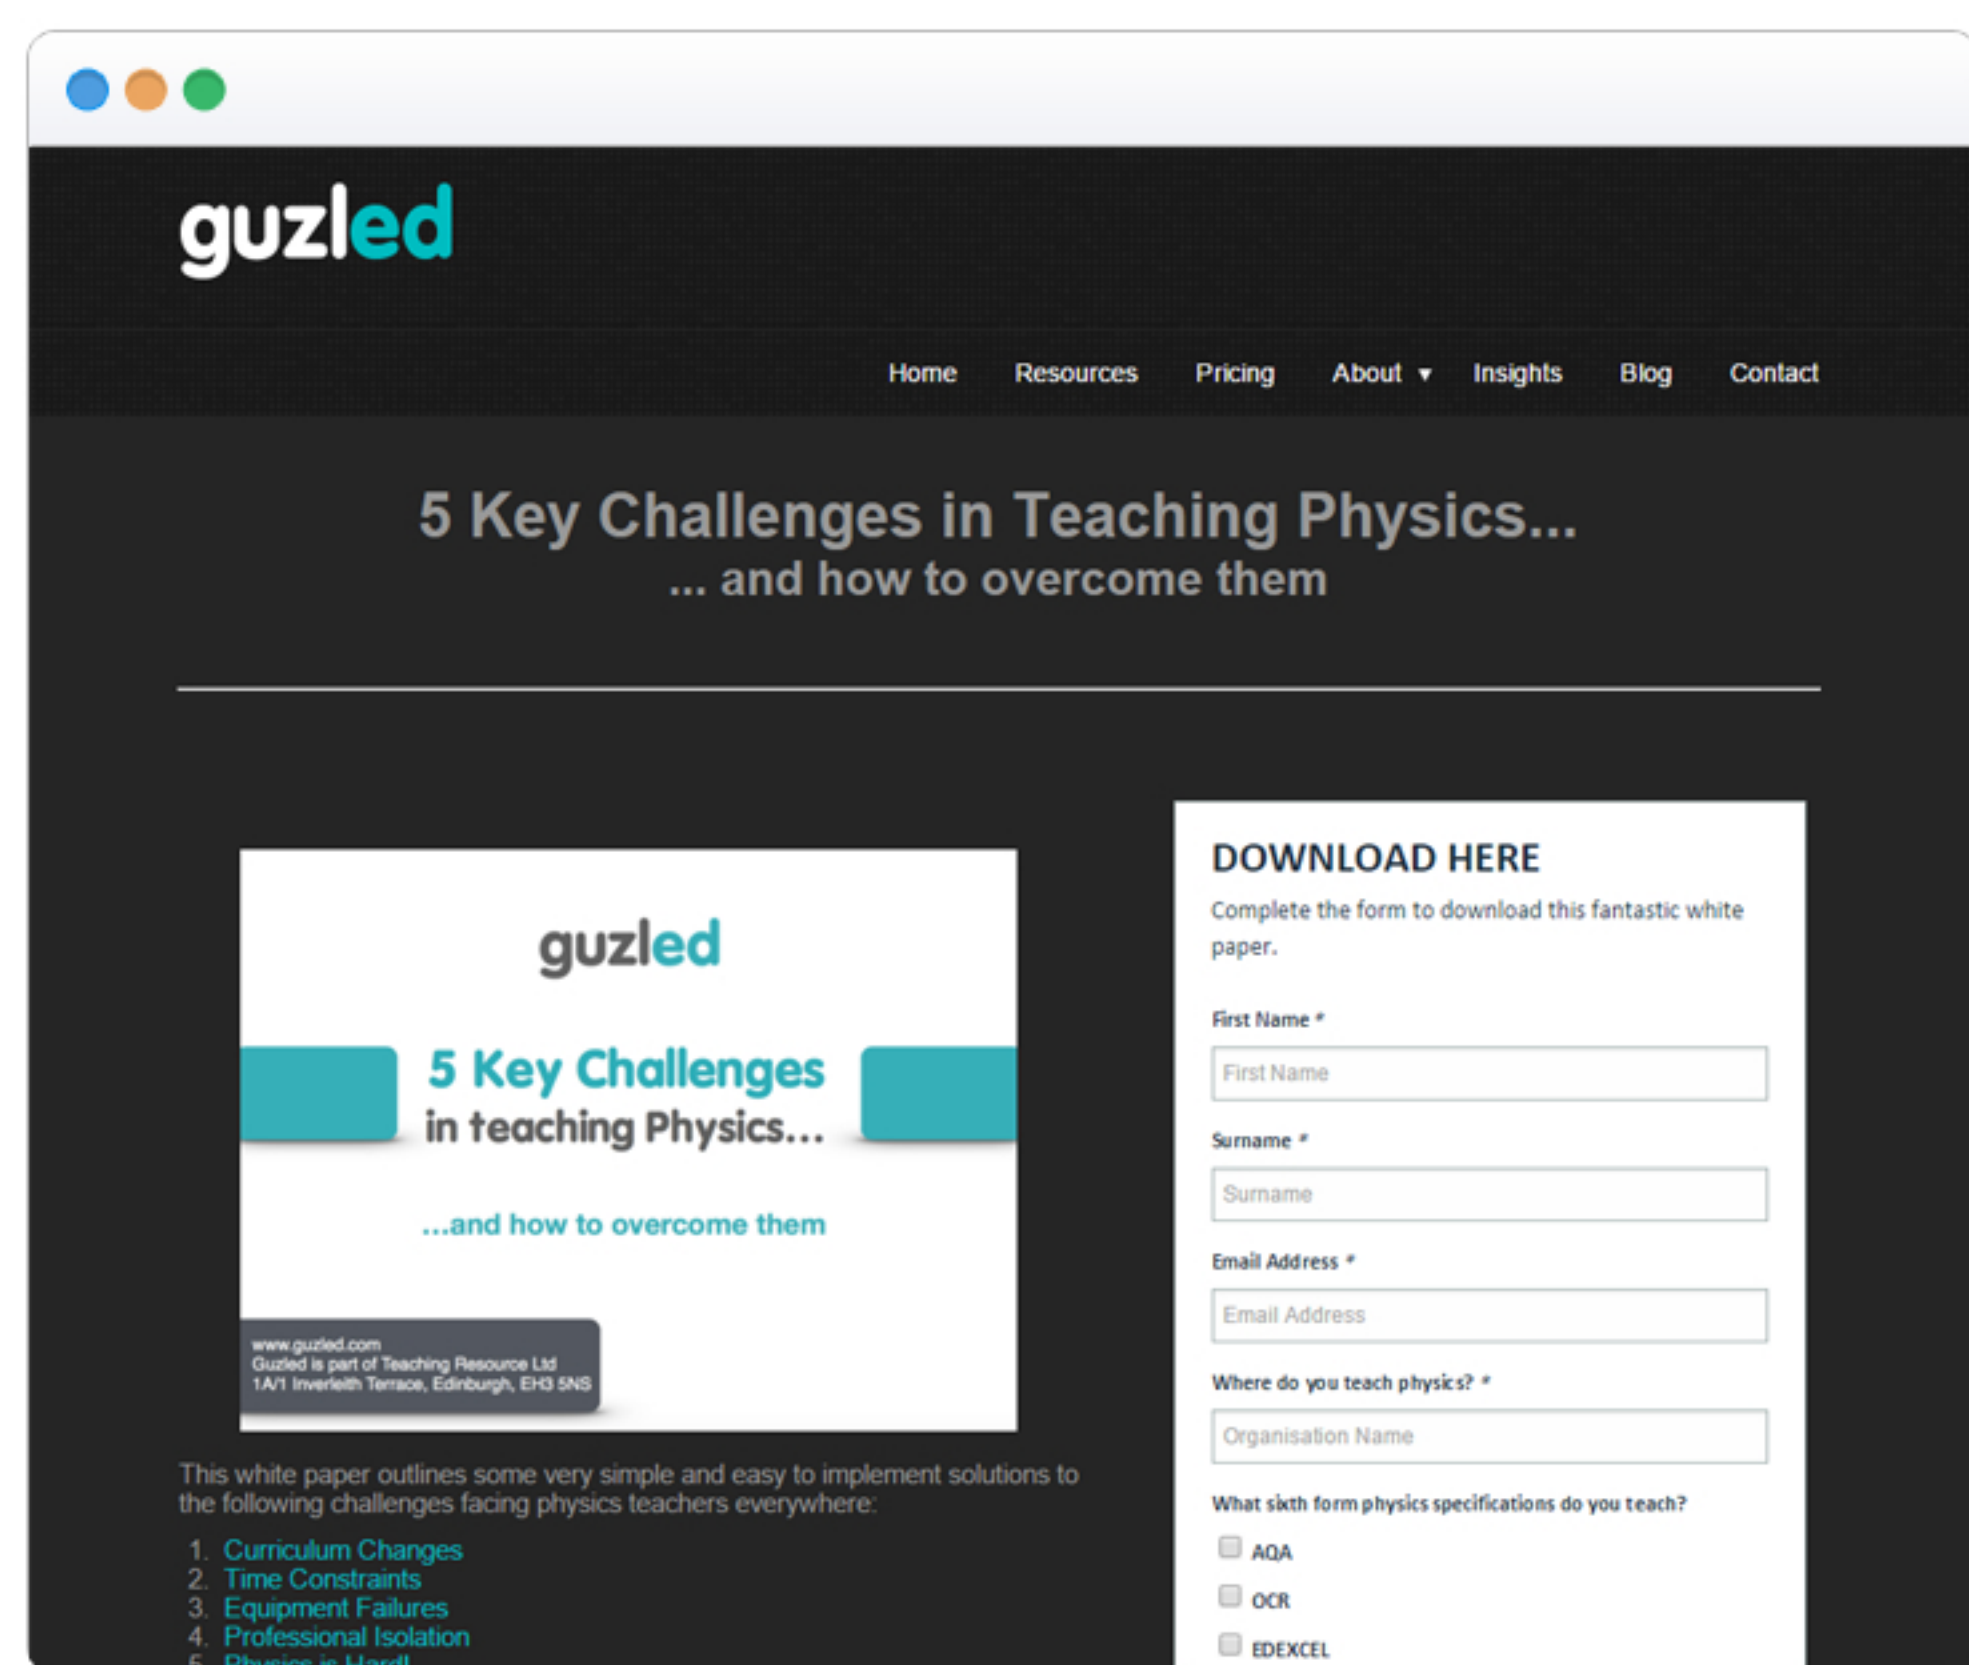 guzled
Home Resources Pricing About ▼ Insights Blog Contact
5 Key Challenges in Teaching Physics...
... and how to overcome them
guzled
5 Key Challenges
in teaching Physics...
...and how to overcome them
www.guzled.com
Guzled is part of Teaching Resource Ltd
1A/1 Inverleith Terrace, Edinburgh, EH3 5NS
This white paper outlines some very simple and easy to implement solutions to
the following challenges facing physics teachers everywhere:
1. Curriculum Changes
2. Time Constraints
3. Equipment Failures
4. Professional Isolation
5. Physics is Hard!
DOWNLOAD HERE
Complete the form to download this fantastic white
paper.
First Name *
First Name
Surname *
Surname
Email Address *
Email Address
Where do you teach physics? *
Organisation Name
What sixth form physics specifications do you teach?
AQA
OCR
EDEXCEL